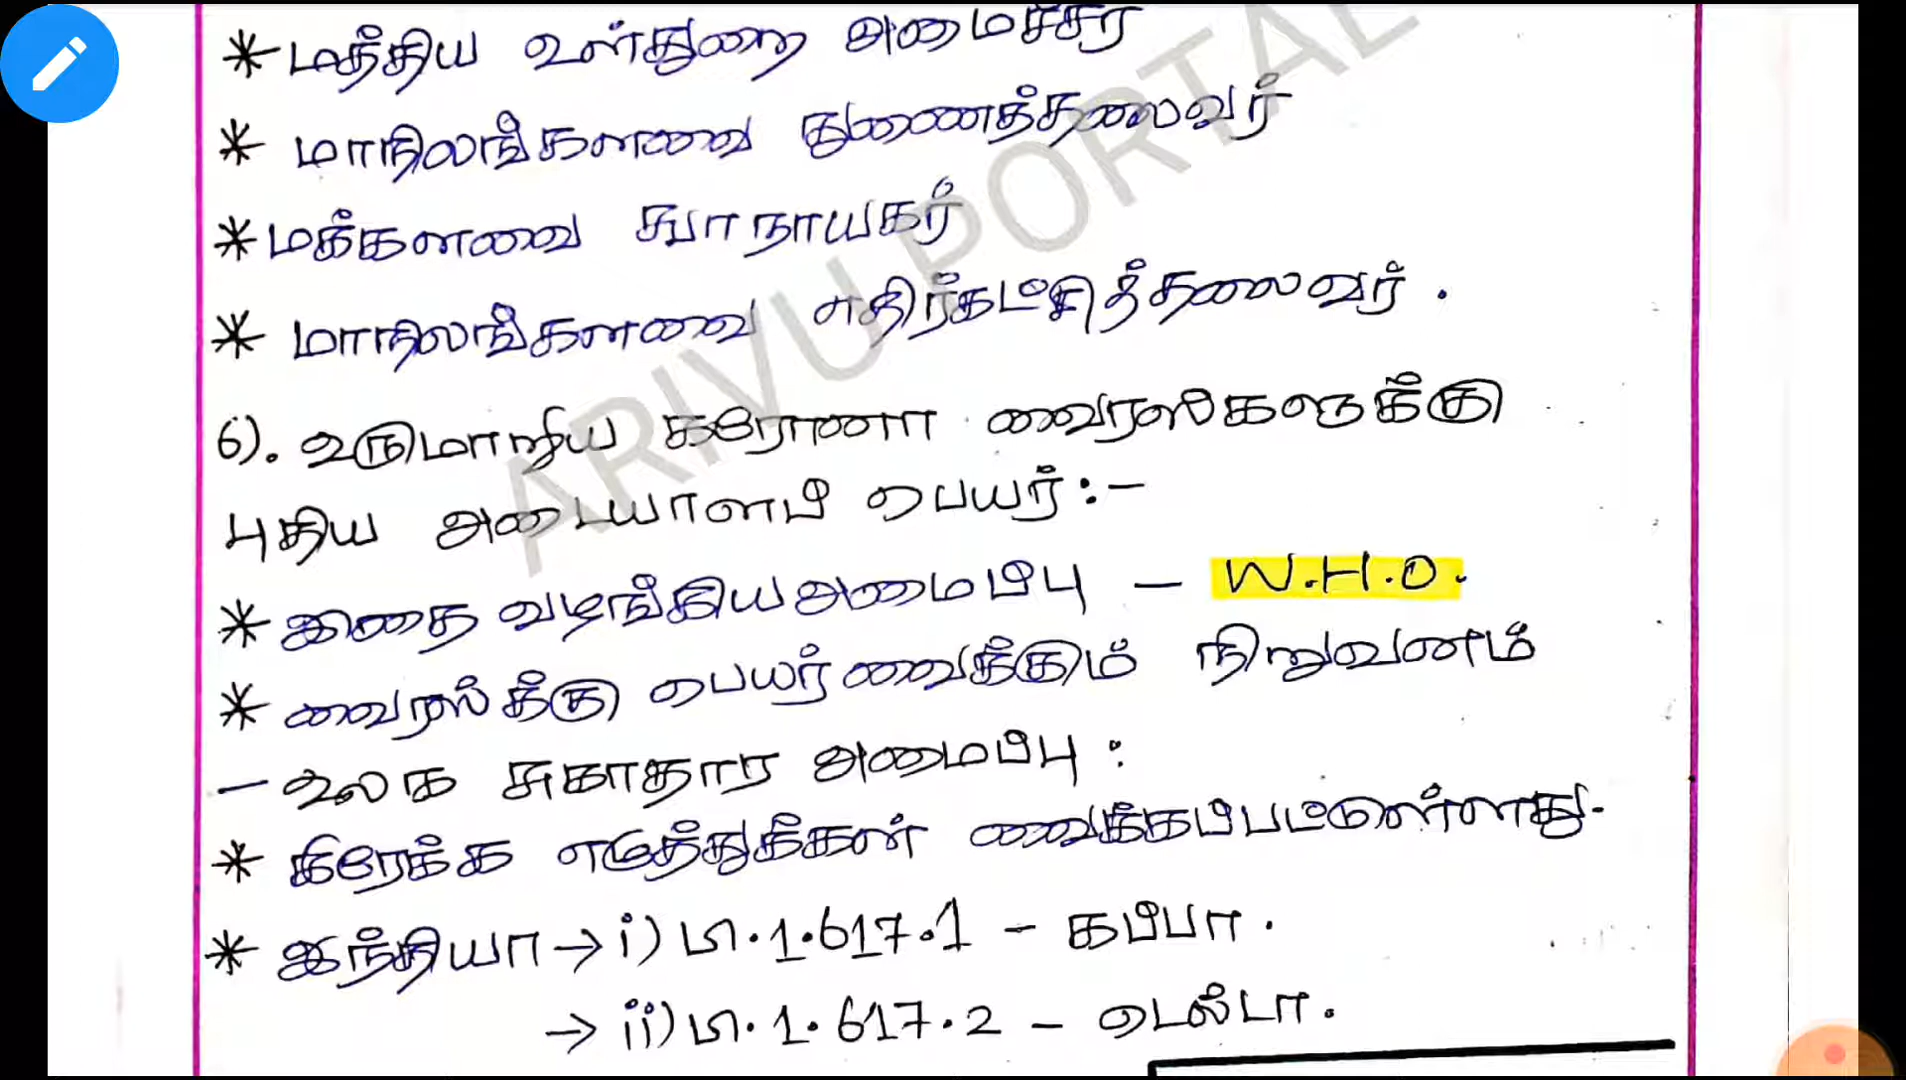 * மத்திய உள்துறை அமைச்சர்
* மாநிலங்களவை துணைத்தலைவர்
* மக்களவை சபாநாயகர்
* மாநிலங்களவை எதிர்கட்சித்தலைவர்.
6). உருமாறிய கரோணா வைரஸ்களுக்கு
புதிய அடையாளப் பெயர்:-
* இதை வழங்கிய அமைப்பு - W.H.O.
* வைரஸ்க்கு பெயர் வைக்கும் நிறுவனம்
- உலக சுகாதார அமைப்பு:
* கிரேக்க எழுத்துக்கள் வைக்கப்பட்டுள்ளது.
* இந்தியா → i) பி.1.617.1 - கப்பா.
→ ii) பி.1.617.2 - டெல்டா.
ARIVU PORTAL